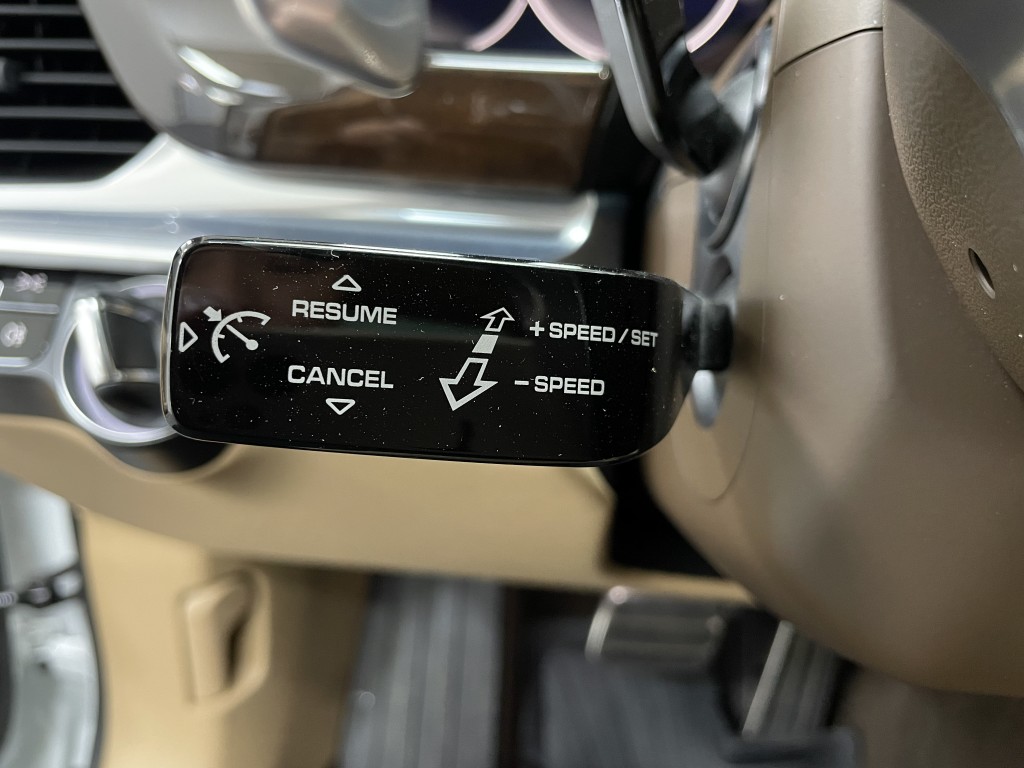 RESUME
+ SPEED / SET
CANCEL
– SPEED